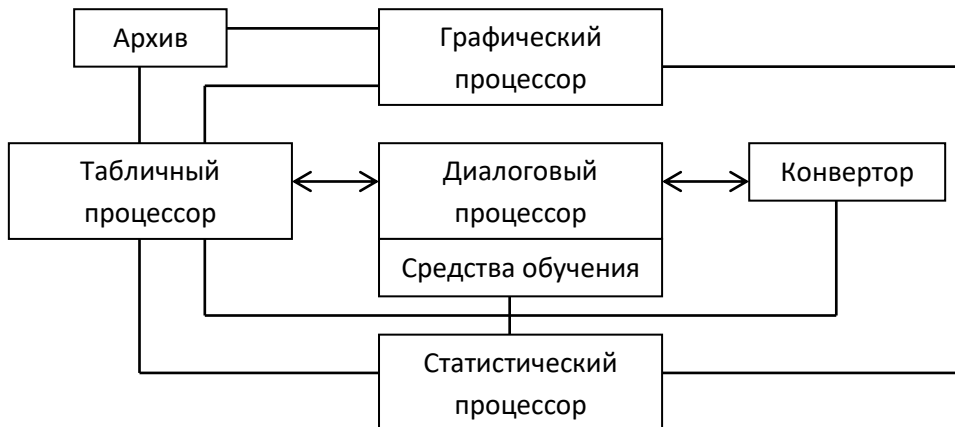 Архив
Графический
процессор
Табличный
процессор
Диалоговый
процессор
Конвертор
Средства обучения
Статистический
процессор